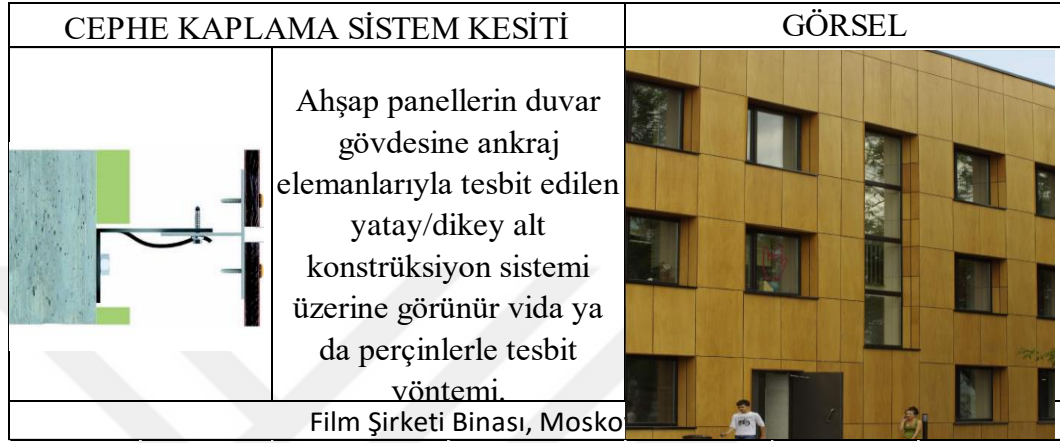 CEPHE KAPLAMA SİSTEM KESİTİ
GÖRSEL
Ahşap panellerin duvar
gövdesine ankraj
elemanlarıyla tesbit edilen
yatay/dikey alt
konstrüksiyon sistemi
üzerine görünür vida ya
da perçinlerle tesbit
yöntemi.
Film Şirketi Binası,